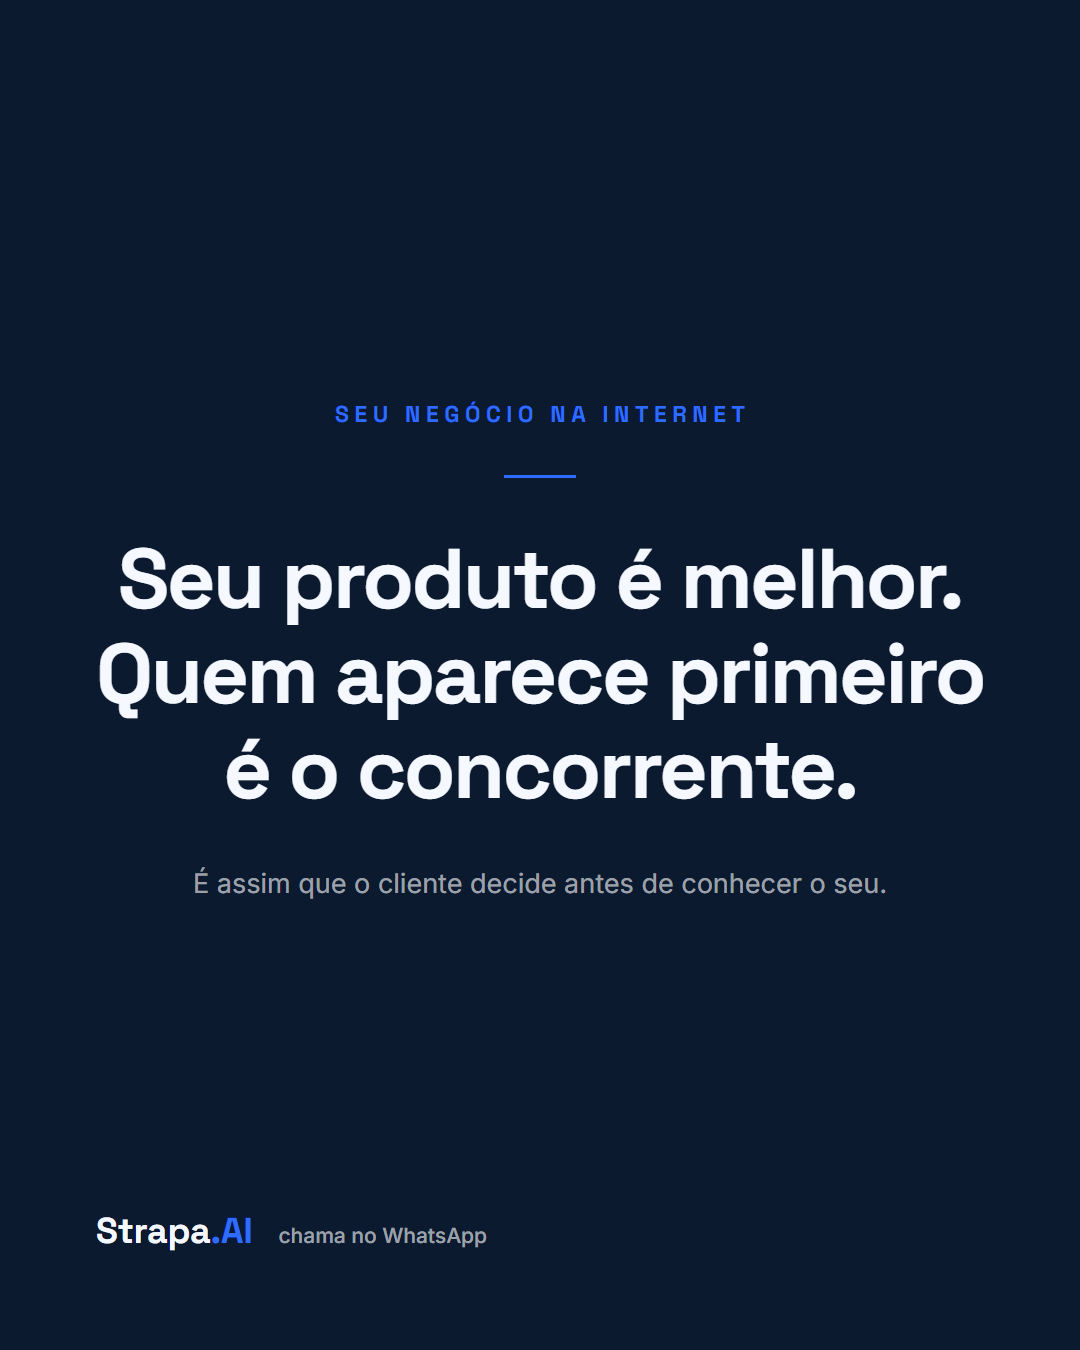 SEU NEGÓCIO NA INTERNET
Seu produto é melhor.
Quem aparece primeiro
é o concorrente.
É assim que o cliente decide antes de conhecer o seu.
Strapa.AI chama no WhatsApp